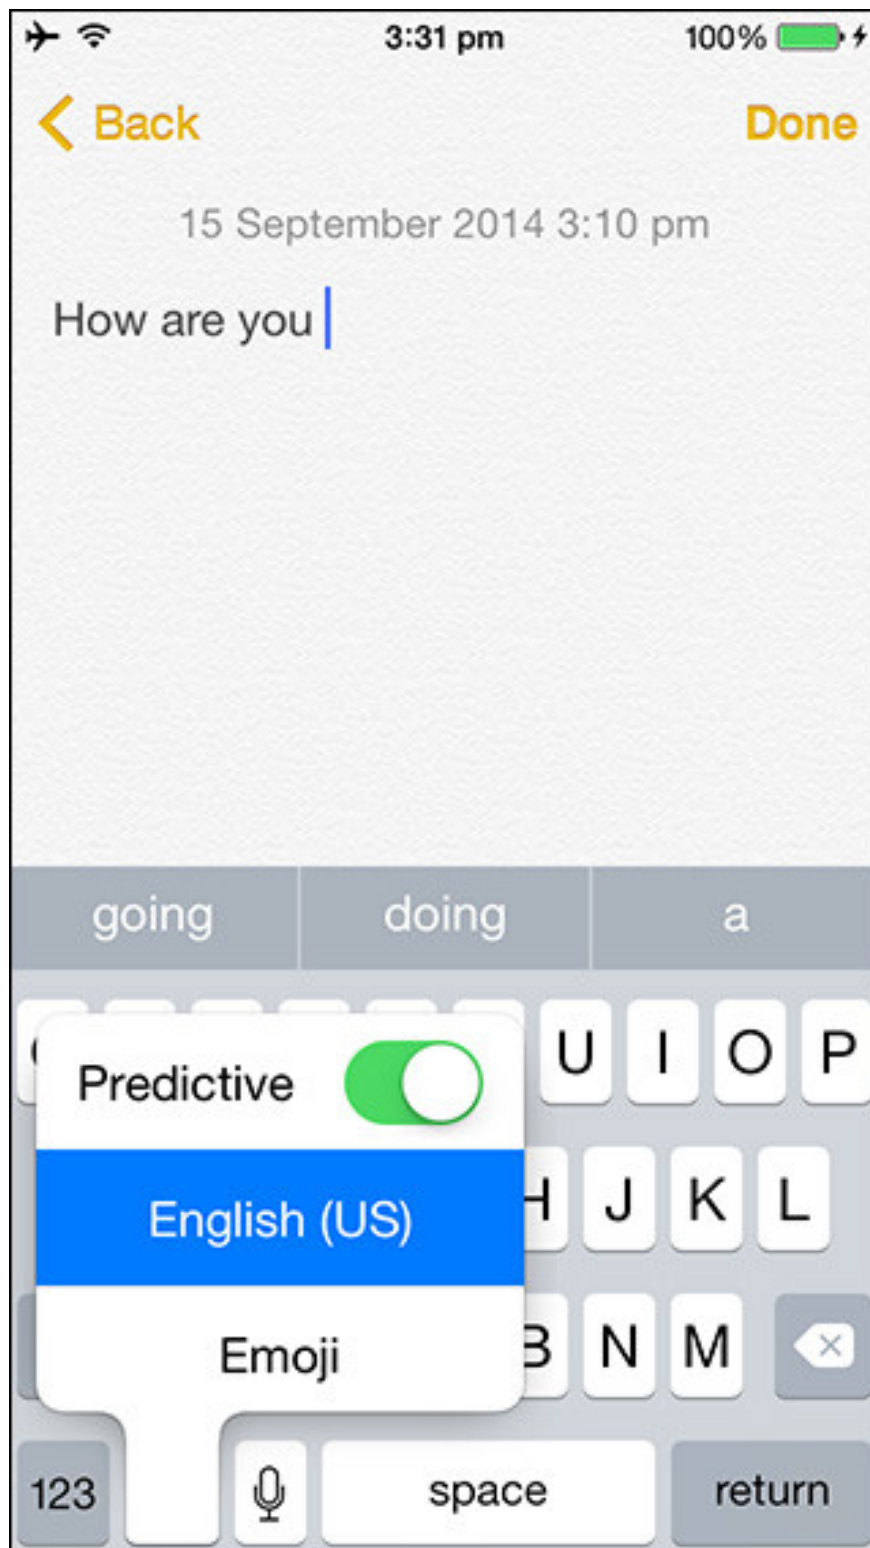 3:31 pm 100%
Back Done
15 September 2014 3:10 pm
How are you
going doing a
U I O P
Predictive
J K L
English (US)
B N M
Emoji
123 space return